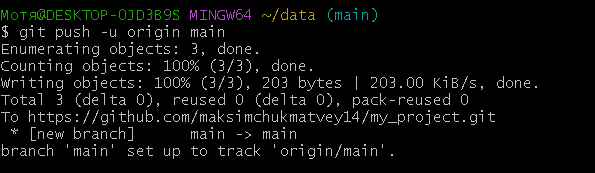 Мотя@DESKTOP-OJD3B9S MINGW64 ~/data (main)
$ git push -u origin main
Enumerating objects: 3, done.
Counting objects: 100% (3/3), done.
Writing objects: 100% (3/3), 203 bytes | 203.00 KiB/s, done.
Total 3 (delta 0), reused 0 (delta 0), pack-reused 0
To https://github.com/maksimchukmatvey14/my_project.git
 * [new branch]      main -> main
branch 'main' set up to track 'origin/main'.